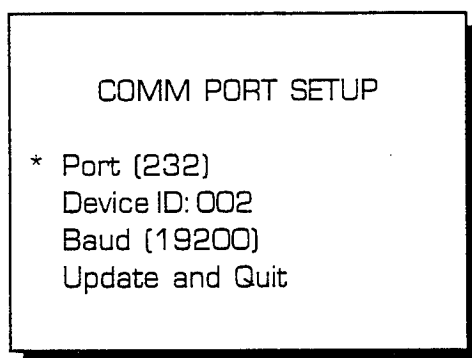 COMM PORT SETUP
* Port (232)
Device ID: 002
Baud (19200)
Update and Quit